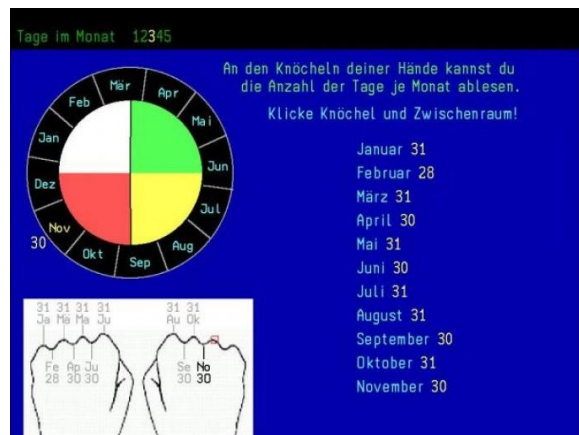 Tage im Monat 12345
An den Knöcheln deiner Hände kannst du
die Anzahl der Tage je Monat ablesen.
Klicke Knöchel und Zwischenraum!
Jan
Feb
Mär
Apr
Mai
Jun
Jul
Aug
Sep
Okt
Nov
Dez
30
Januar 31
Februar 28
März 31
April 30
Mai 31
Juni 30
Juli 31
August 31
September 30
Oktober 31
November 30
31 31 31 31
Ja Mä Ma Ju
Fe Ap Ju
28 30 30
31 31
Au Ok
Se No
30 30